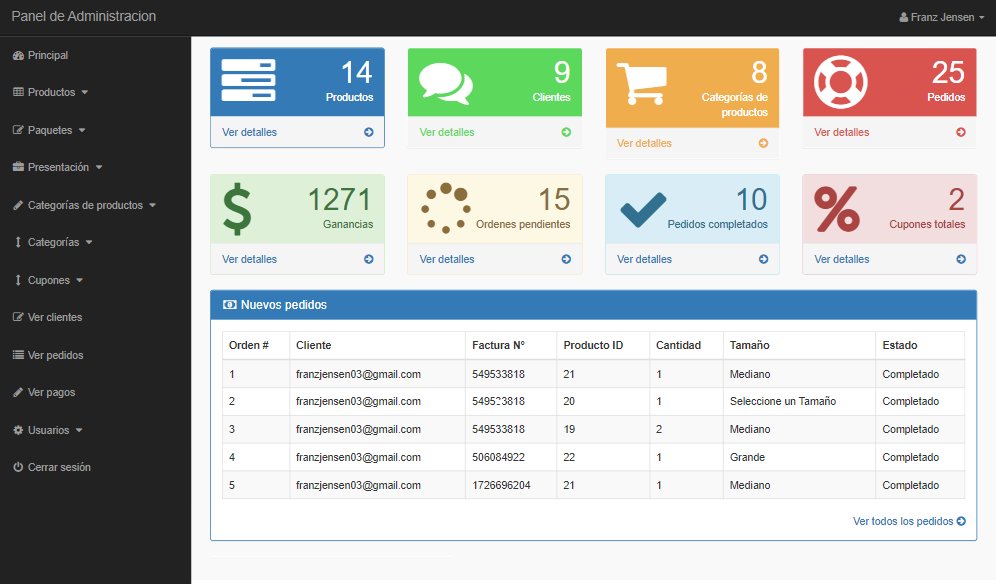 Panel de Administracion
Franz Jensen
Principal
Productos
Paquetes
Presentación
Categorías de productos
Categorías
Cupones
Ver clientes
Ver pedidos
Ver pagos
Usuarios
Cerrar sesión
14
Productos
Ver detalles
9
Clientes
Ver detalles
8
Categorías de
productos
Ver detalles
25
Pedidos
Ver detalles
1271
Ganancias
Ver detalles
15
Ordenes pendientes
Ver detalles
10
Pedidos completados
Ver detalles
2
Cupones totales
Ver detalles
Nuevos pedidos
Orden # Cliente Factura Nº Producto ID Cantidad Tamaño Estado
1 franzjensen03@gmail.com 549533818 21 1 Mediano Completado
2 franzjensen03@gmail.com 549533818 20 1 Seleccione un Tamaño Completado
3 franzjensen03@gmail.com 549533818 19 2 Mediano Completado
4 franzjensen03@gmail.com 506084922 22 1 Grande Completado
5 franzjensen03@gmail.com 1726696204 21 1 Mediano Completado
Ver todos los pedidos